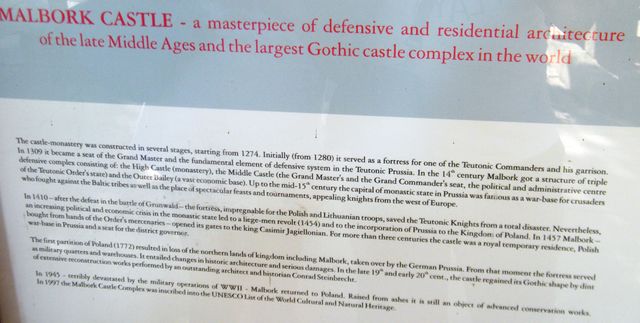 MALBORK CASTLE - a masterpiece of defensive and residential architecture
of the late Middle Ages and the largest Gothic castle complex in the world
The castle-monastery was constructed in several stages, starting from 1274. Initially (from 1280) it served as a fortress for one of the Teutonic Commanders and his garrison.
In 1309 it became a seat of the Grand Master and the fundamental element of defensive system in the Teutonic Prussia. In the 14th century Malbork got a structure of triple
defensive complex consisting of: the High Castle (monastery), the Middle Castle (the Grand Master's and the Grand Commander's seat, the political and administrative centre
of the Teutonic Order's state) and the Outer Bailey (a vast economic base). Up to the mid-15th century the capital of monastic state in Prussia was famous as a war-base for crusaders
who fought against the Baltic tribes as well as the place of spectacular feasts and tournaments, appealing knights from the west of Europe.
In 1410 - after the defeat in the battle of Grunwald - the fortress, impregnable for the Polish and Lithuanian troops, saved the Teutonic Knights from a total disaster. Nevertheless,
an increasing political and economic crisis in the monastic state led to a liege-men revolt (1454) and to the incorporation of Prussia to the Kingdom of Poland. In 1457 Malbork -
bought from hands of the Order's mercenaries - opened its gates to the king Casimir Jagiellonian. For more than three centuries the castle was a royal temporary residence, Polish
war-base in Prussia and a seat for the district governor.
The first partition of Poland (1772) resulted in loss of the northern lands of kingdom including Malbork, taken over by the German Prussia. From that moment the fortress served
as military quarters and warehouses. It entailed changes in historic architecture and serious damages. In the late 19th and early 20th cent., the castle regained its Gothic shape by dint
of extensive reconstruction works performed by an outstanding architect and historian Conrad Steinbrecht.
In 1945 - terribly devastated by the military operations of WWII - Malbork returned to Poland. Raised from ashes it is still an object of advanced conservation works.
In 1997 the Malbork Castle Complex was inscribed into the UNESCO List of the World Cultural and Natural Heritage.